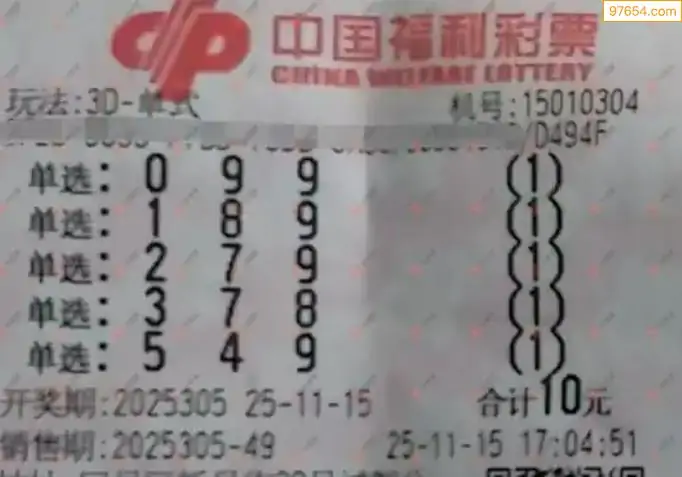 97654.com
中国福利彩票
CHINA WELFARE LOTTERY
玩法:3D-单式 机号:15010304
/D494F
单选: 0 9 9 (1)
单选: 1 8 9 (1)
单选: 2 7 9 (1)
单选: 3 7 8 (1)
单选: 5 4 9 (1)
开奖期:2025305 25-11-15 合计10元
销售期:2025305-49 25-11-15 17:04:51